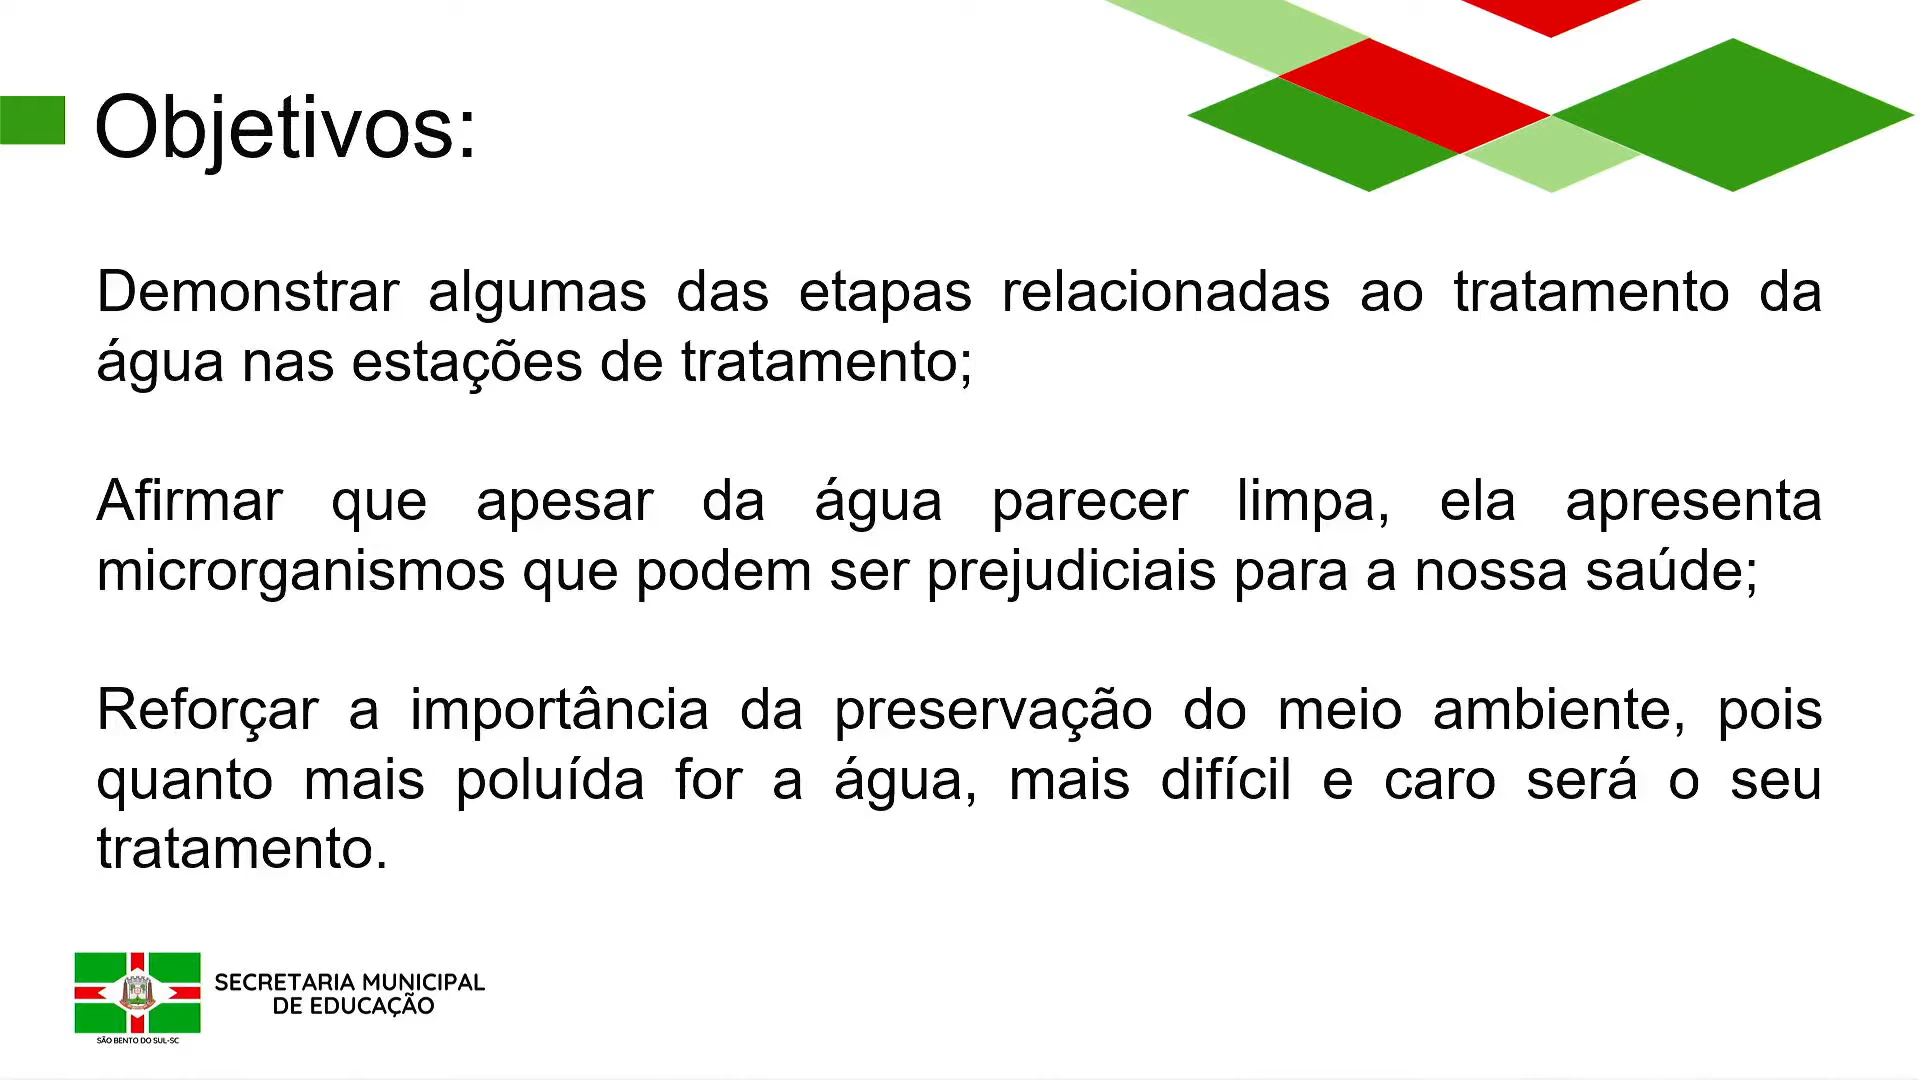 Objetivos:
Demonstrar algumas das etapas relacionadas ao tratamento da
água nas estações de tratamento;
Afirmar que apesar da água parecer limpa, ela apresenta
microrganismos que podem ser prejudiciais para a nossa saúde;
Reforçar a importância da preservação do meio ambiente, pois
quanto mais poluída for a água, mais difícil e caro será o seu
tratamento.
SECRETARIA MUNICIPAL
DE EDUCAÇÃO
SÃO BENTO DO SUL-SC